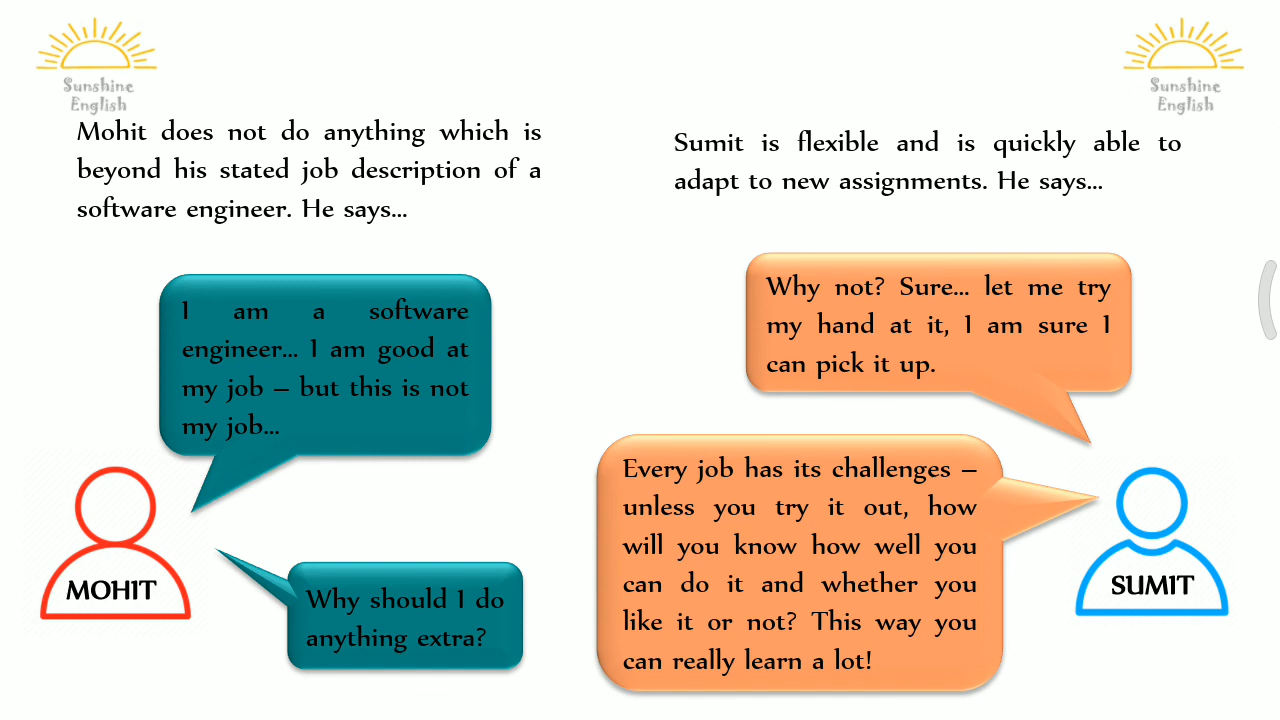 Sunshine
English
Sunshine
English
Mohit does not do anything which is
beyond his stated job description of a
software engineer. He says...
Sumit is flexible and is quickly able to
adapt to new assignments. He says...
I am a software
engineer... I am good at
my job – but this is not
my job...
Why should I do
anything extra?
MOHIT
Why not? Sure... let me try
my hand at it, I am sure I
can pick it up.
Every job has its challenges –
unless you try it out, how
will you know how well you
can do it and whether you
like it or not? This way you
can really learn a lot!
SUMIT